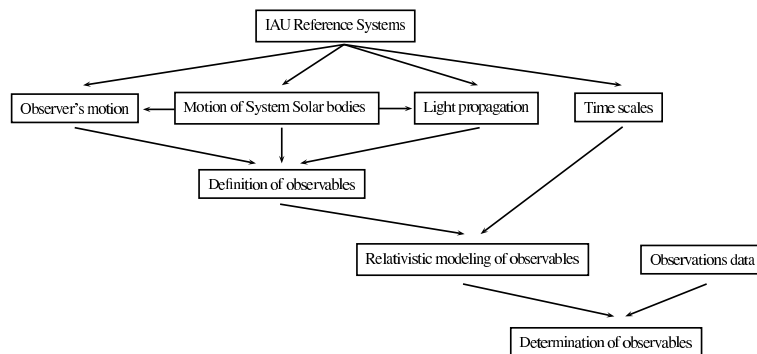 IAU Reference Systems
Observer's motion
Motion of System Solar bodies
Light propagation
Time scales
Definition of observables
Relativistic modeling of observables
Observations data
Determination of observables